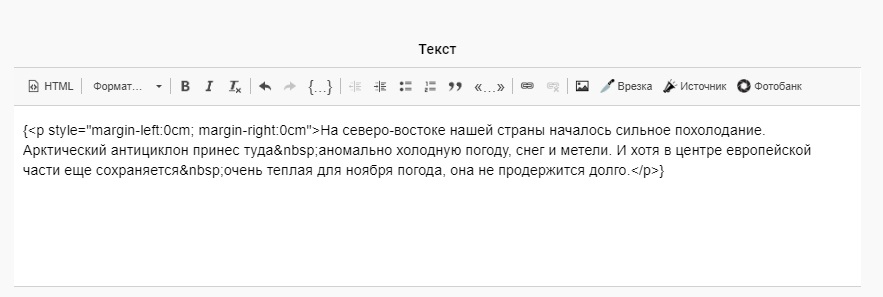 Текст
HTML Формат... B I Tx {...} «...» Врезка Источник Фотобанк
{<p style="margin-left:0cm; margin-right:0cm">На северо-востоке нашей страны началось сильное похолодание.
Арктический антициклон принес туда&nbsp;аномально холодную погоду, снег и метели. И хотя в центре европейской
части еще сохраняется&nbsp;очень теплая для ноября погода, она не продержится долго.</p>}